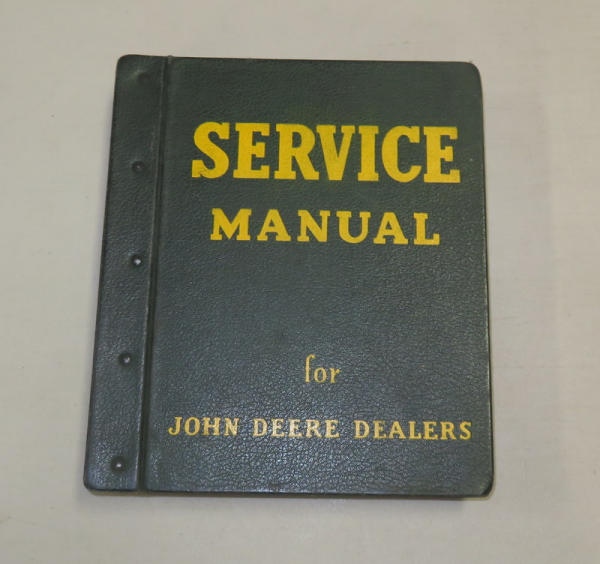 SERVICE
MANUAL
for
JOHN DEERE DEALERS